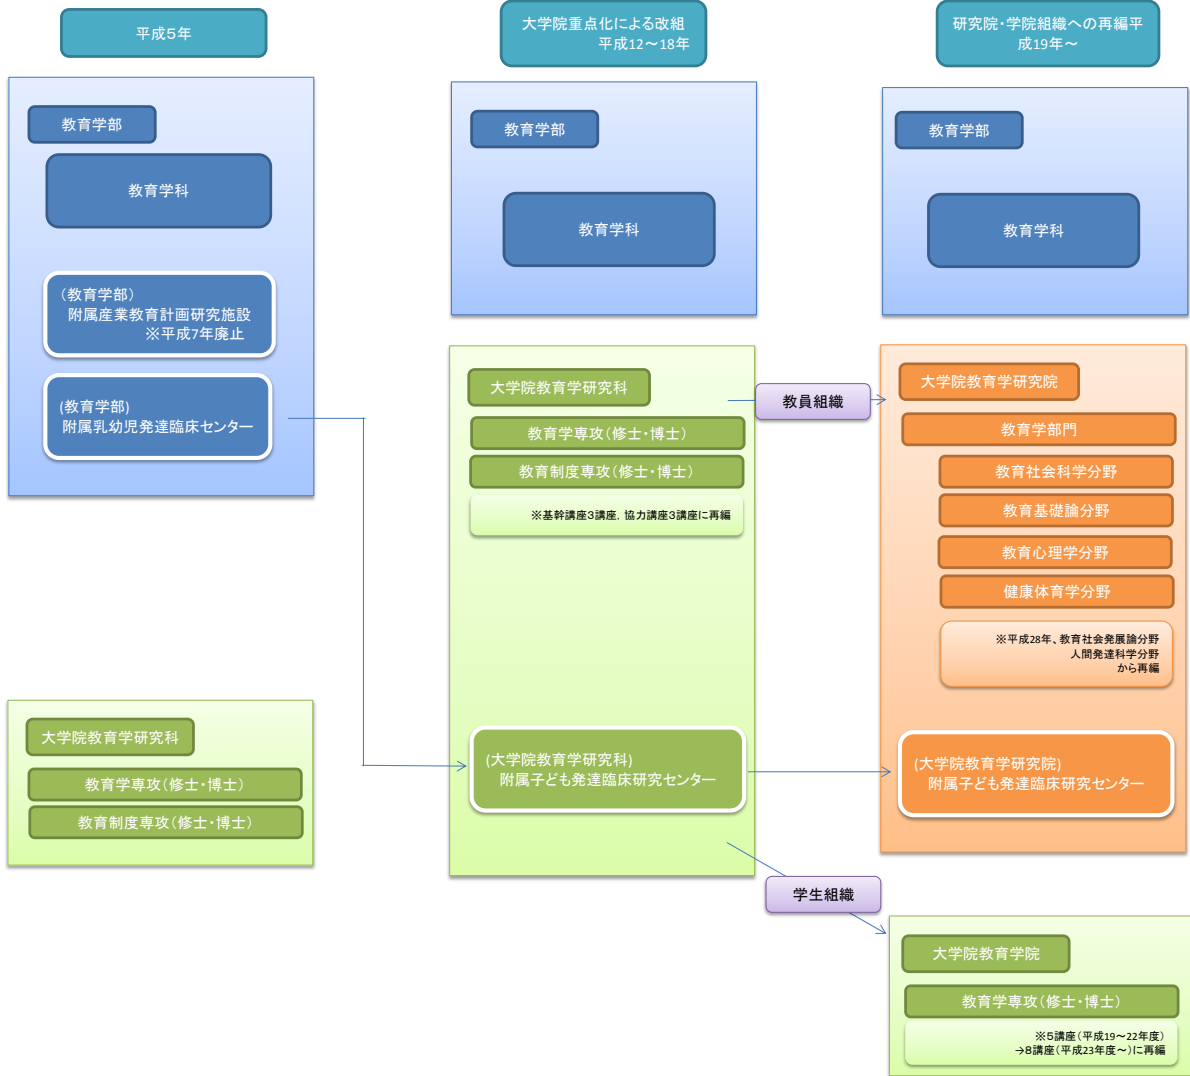 平成5年
教育学部
教育学科
(教育学部)
附属産業教育計画研究施設
※平成7年廃止
(教育学部)
附属乳幼児発達臨床センター
大学院教育学研究科
教育学専攻(修士・博士)
教育制度専攻(修士・博士)
大学院重点化による改組
平成12～18年
教育学部
教育学科
大学院教育学研究科
教育学専攻(修士・博士)
教育制度専攻(修士・博士)
※基幹講座3講座, 協力講座3講座に再編
(大学院教育学研究科)
附属子ども発達臨床研究センター
教員組織
学生組織
研究院・学院組織への再編平
成19年～
教育学部
教育学科
大学院教育学研究院
教育学部門
教育社会科学分野
教育基礎論分野
教育心理学分野
健康体育学分野
※平成28年、教育社会発展論分野
人間発達科学分野
から再編
(大学院教育学研究院)
附属子ども発達臨床研究センター
大学院教育学院
教育学専攻(修士・博士)
※5講座(平成19～22年度)
→8講座(平成23年度～)に再編